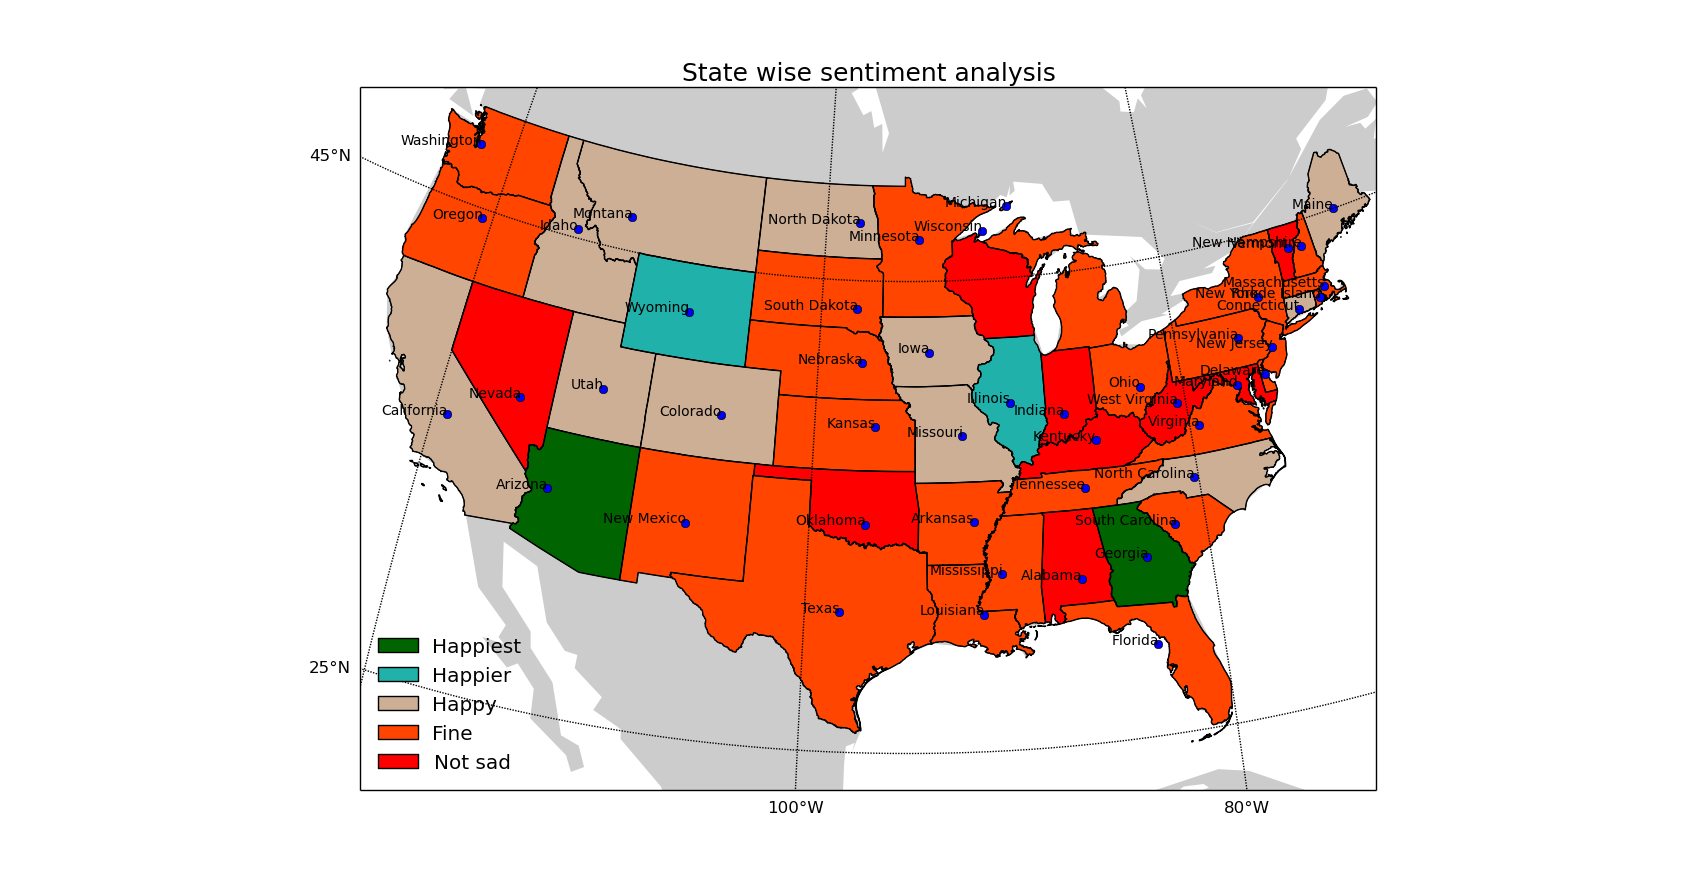 State wise sentiment analysis
45°N
Washington
Michigan
Maine
Oregon
Idaho
Montana
North Dakota
Minnesota
Wisconsin
New Hampshire
Vermont
Wyoming
South Dakota
Massachusetts
New York
Rhode Island
Connecticut
Pennsylvania
New Jersey
Iowa
Nebraska
Utah
Nevada
Ohio
Delaware
Maryland
California
Colorado
Kansas
Missouri
Illinois
Indiana
Kentucky
West Virginia
Virginia
Arizona
New Mexico
Oklahoma
Arkansas
Tennessee
North Carolina
South Carolina
Georgia
Mississippi
Alabama
Texas
Louisiana
Florida
25°N
Happiest
Happier
Happy
Fine
Not sad
100°W
80°W